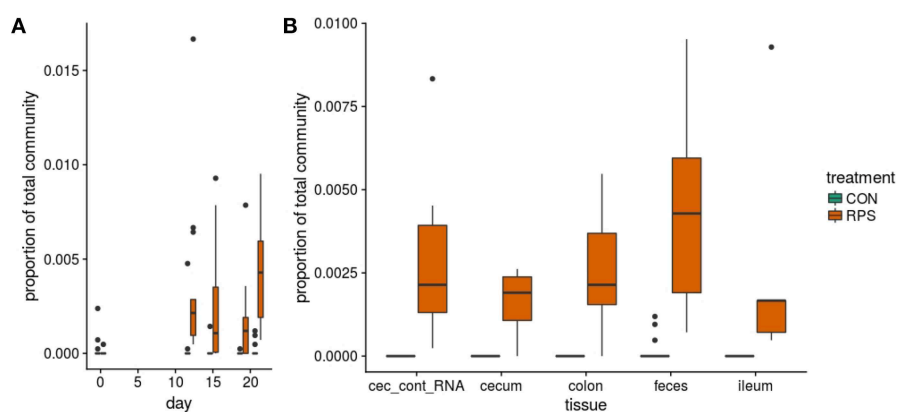 A
proportion of total community
0.015
0.010
0.005
0.000
0 5 10 15 20
day
B
proportion of total community
0.0100
0.0075
0.0050
0.0025
0.0000
cec_cont_RNA cecum colon feces ileum
tissue
treatment
CON
RPS